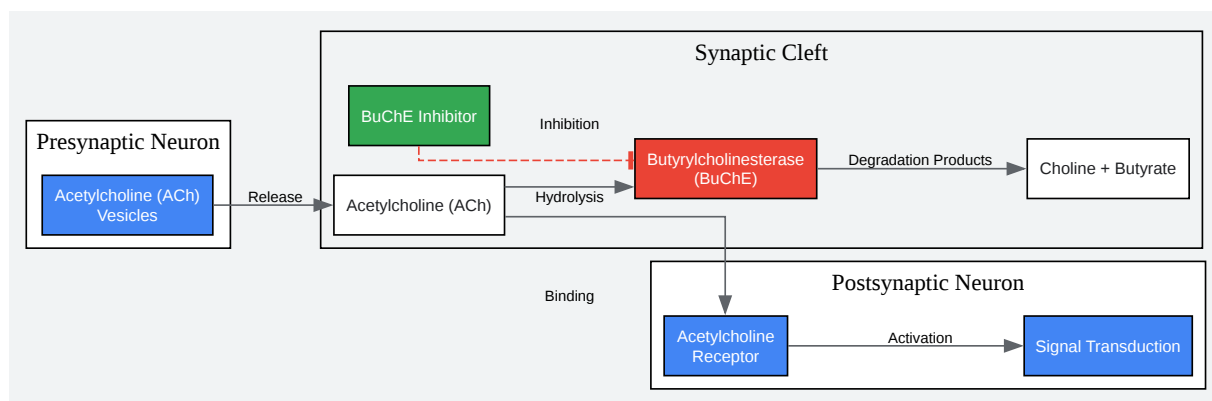 Synaptic Cleft
BuChE Inhibitor
Inhibition
Presynaptic Neuron
Butyrylcholinesterase
(BuChE)
Degradation Products
Choline + Butyrate
Acetylcholine (ACh)
Vesicles
Release
Acetylcholine (ACh)
Hydrolysis
Postsynaptic Neuron
Binding
Acetylcholine
Receptor
Activation
Signal Transduction